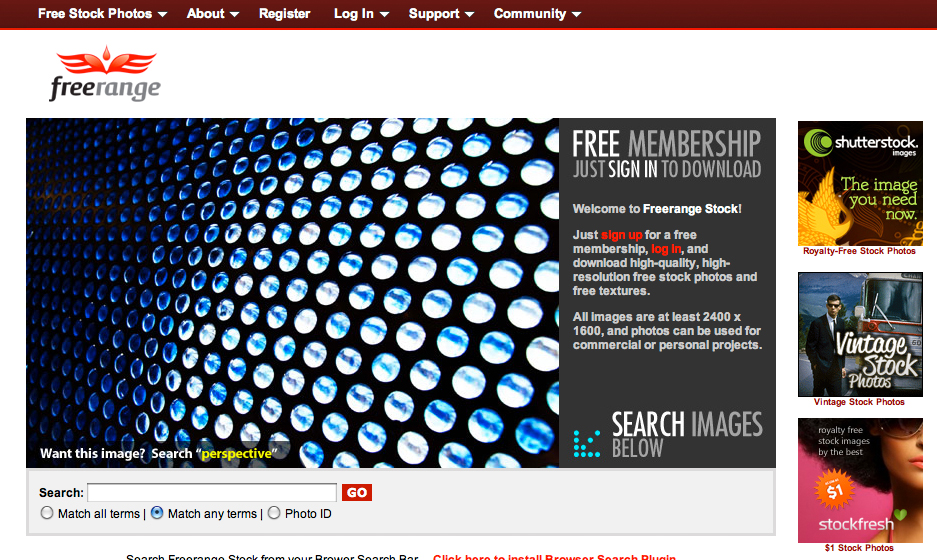 Free Stock Photos About Register Log In Support Community
freerange
FREE MEMBERSHIP
JUST SIGN IN TO DOWNLOAD
Welcome to Freerange Stock!
Just sign up for a free
membership, log in, and
download high-quality, high-
resolution free stock photos and
free textures.
All images are at least 2400 x
1600, and photos can be used for
commercial or personal projects.
SEARCH IMAGES
BELOW
Want this image? Search "perspective"
Search: GO
Match all terms | Match any terms | Photo ID
Search Freerange Stock from your Brower Search Bar Click here to install Browser Search Plugin
shutterstock.
images
The image
you need
now.
Royalty-Free Stock Photos
Vintage
Stock
Photos
Vintage Stock Photos
royalty free
stock images
by the best
$1
stockfresh
$1 Stock Photos